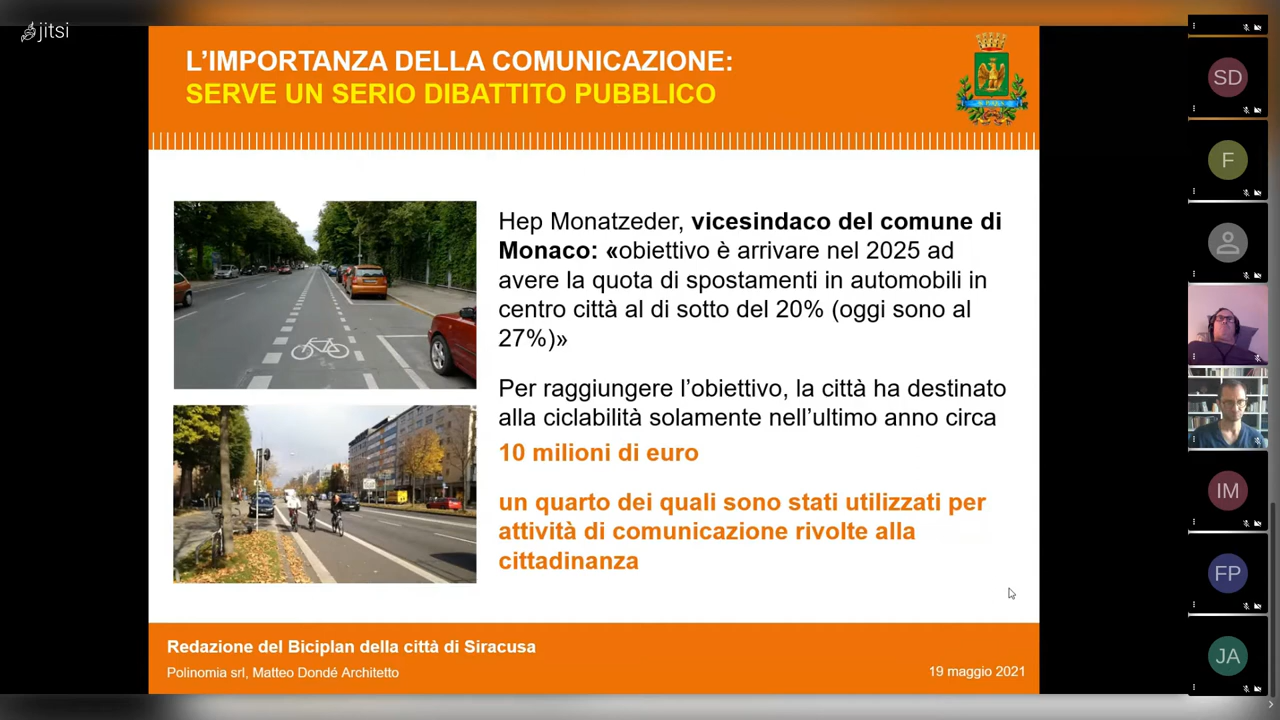 jitsi
L'IMPORTANZA DELLA COMUNICAZIONE:
SERVE UN SERIO DIBATTITO PUBBLICO
Hep Monatzeder, vicesindaco del comune di
Monaco: «obiettivo è arrivare nel 2025 ad
avere la quota di spostamenti in automobili in
centro città al di sotto del 20% (oggi sono al
27%)»
Per raggiungere l'obiettivo, la città ha destinato
alla ciclabilità solamente nell'ultimo anno circa
10 milioni di euro
un quarto dei quali sono stati utilizzati per
attività di comunicazione rivolte alla
cittadinanza
Redazione del Biciplan della città di Siracusa
Polinomia srl, Matteo Dondé Architetto
19 maggio 2021
SD
F
IM
FP
JA